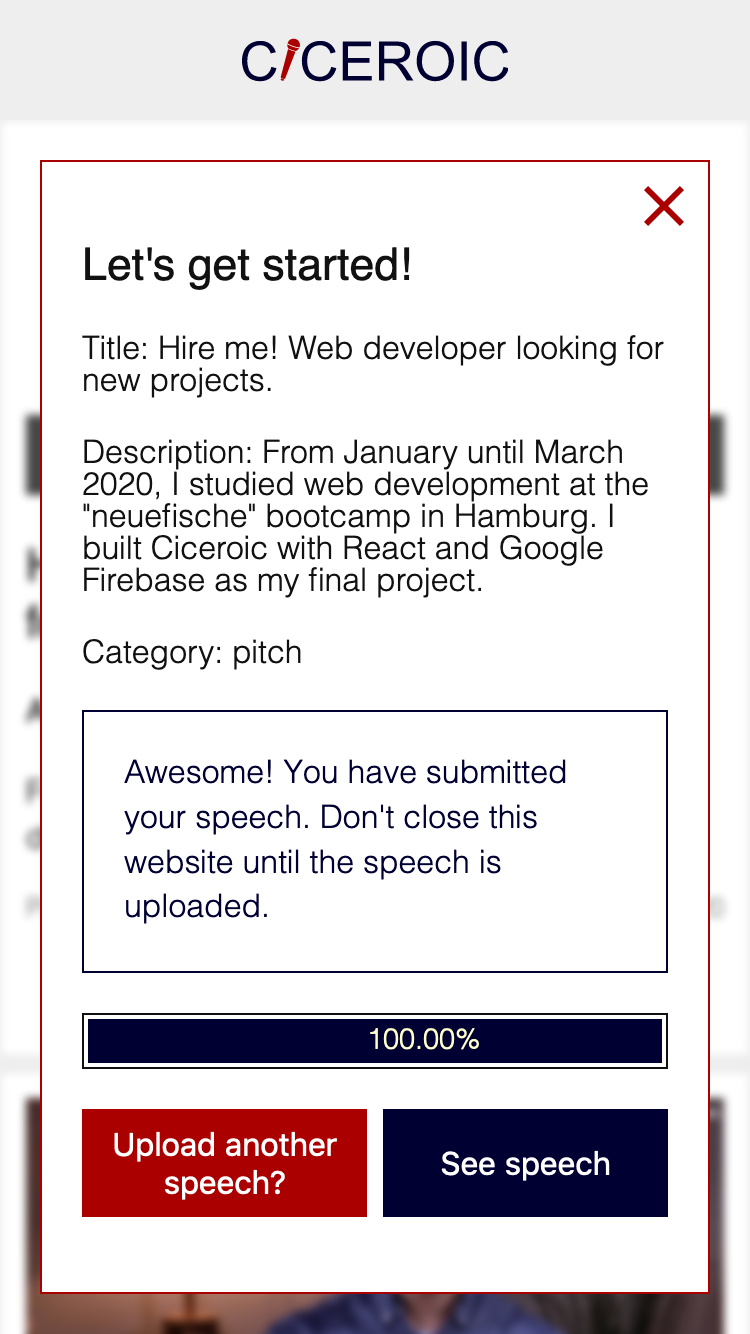 CiCEROIC
Let's get started!
Title: Hire me! Web developer looking for
new projects.
Description: From January until March
2020, I studied web development at the
"neuefische" bootcamp in Hamburg. I
built Ciceroic with React and Google
Firebase as my final project.
Category: pitch
Awesome! You have submitted
your speech. Don't close this
website until the speech is
uploaded.
100.00%
Upload another
speech?
See speech